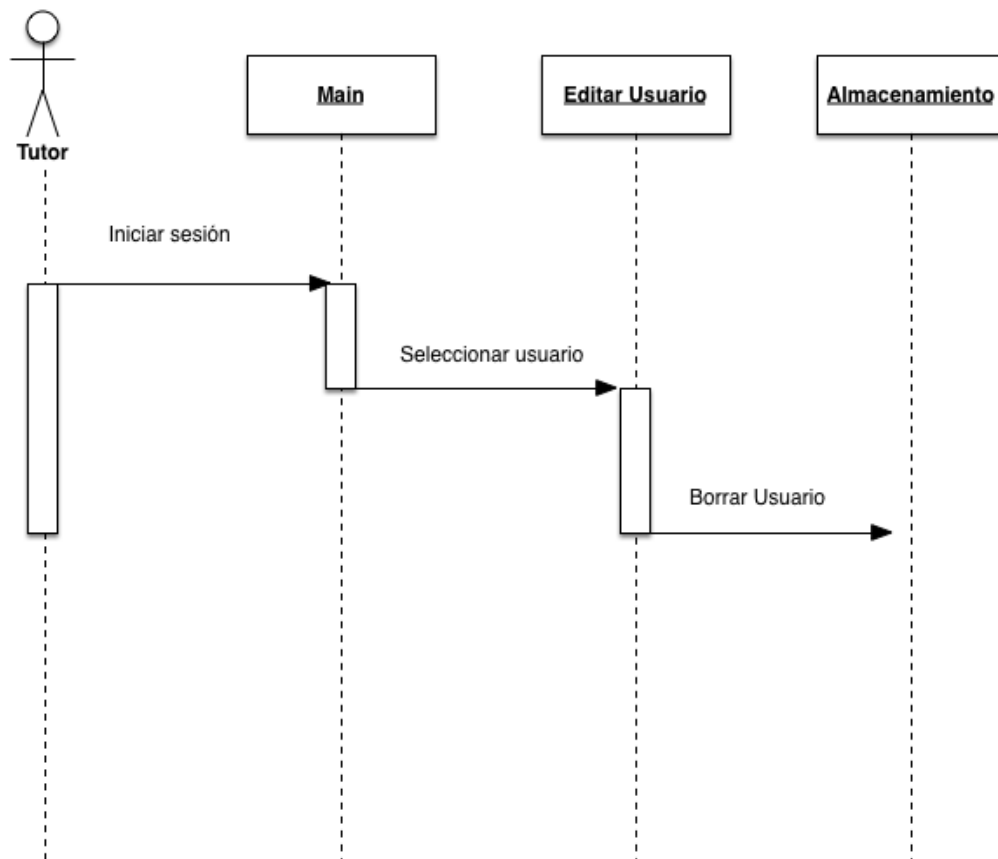 Main
Editar Usuario
Almacenamiento
Tutor
Iniciar sesión
Seleccionar usuario
Borrar Usuario